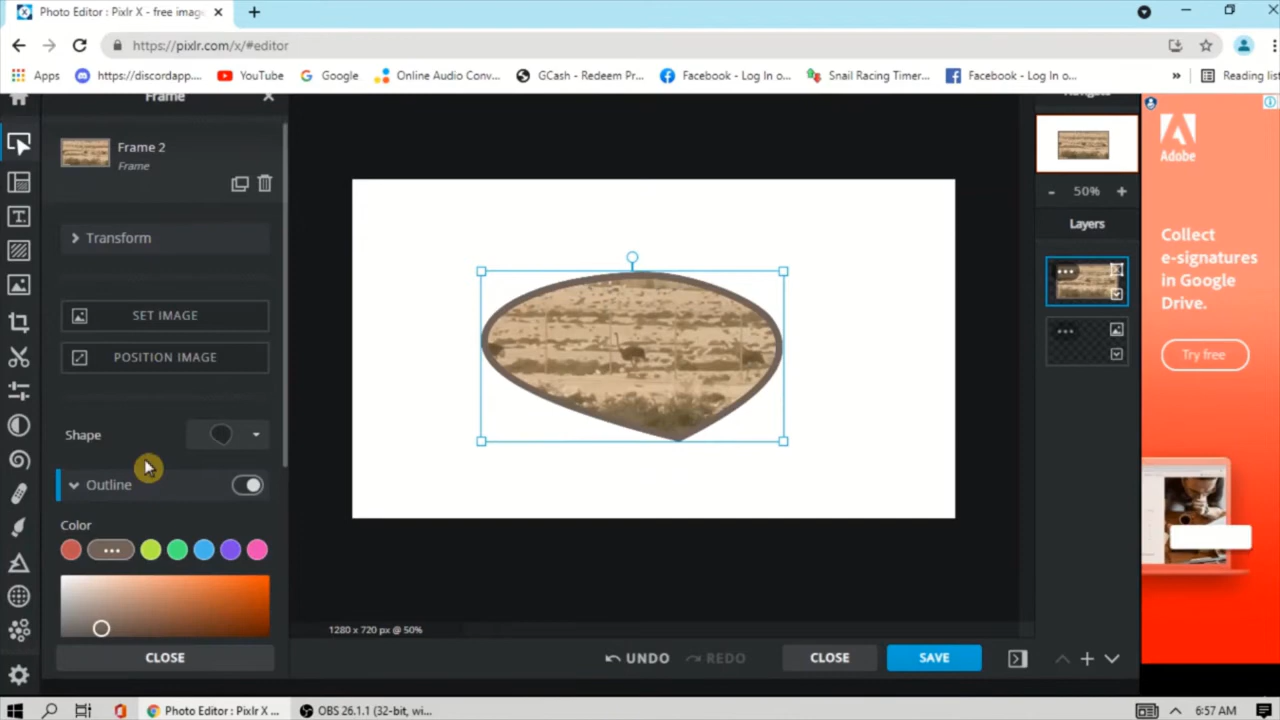 Photo Editor : Pixlr X - free imag
https://pixlr.com/x/#editor
Apps
https://discordapp....
YouTube
Google
Online Audio Conv...
GCash - Redeem Pr...
Facebook - Log In o...
Snail Racing Timer...
Facebook - Log In o...
»
Reading list
Frame
Navigate
Frame 2
Frame
Adobe
50%
Layers
Transform
Collect
e-signatures
in Google
Drive.
SET IMAGE
POSITION IMAGE
Try free
Shape
Outline
Color
1280 x 720 px @ 50%
CLOSE
UNDO
REDO
CLOSE
SAVE
Photo Editor : Pixlr X ...
OBS 26.1.1 (32-bit, wi...
6:57 AM